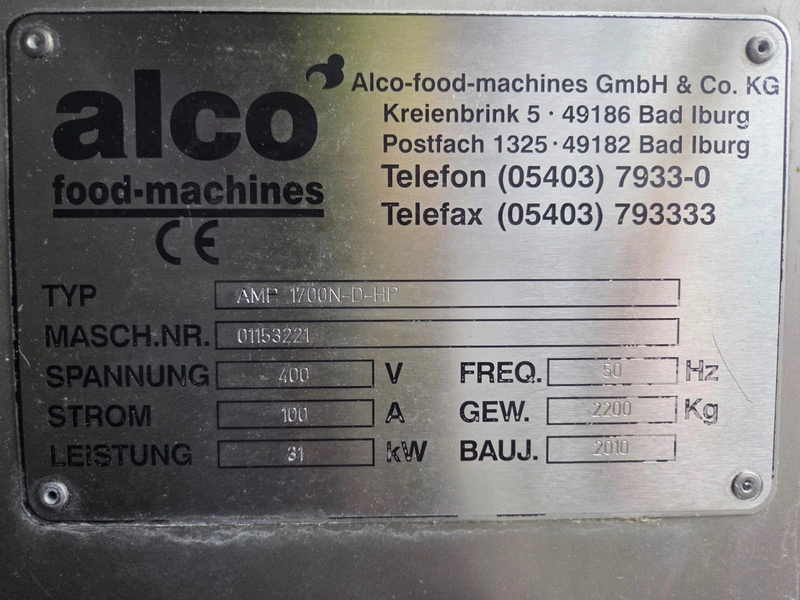 alco
food-machines
CE
Alco-food-machines GmbH & Co. KG
Kreienbrink 5 · 49186 Bad Iburg
Postfach 1325 · 49182 Bad Iburg
Telefon (05403) 7933-0
Telefax (05403) 793333
TYP AMP 1700N-D-HP
MASCH.NR. 01153221
SPANNUNG 400 V FREQ. 50 Hz
STROM 100 A GEW. 2200 Kg
LEISTUNG 31 kW BAUJ. 2010